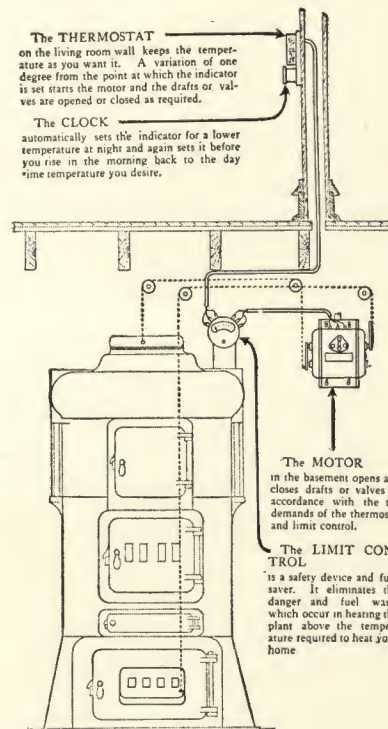 The THERMOSTAT
on the living room wall keeps the temper-
ature as you want it. A variation of one
degree from the point at which the indicator
is set starts the motor and the drafts or val-
ves are opened or closed as required.
The CLOCK
automatically sets the indicator for a lower
temperature at night and again sets it before
you rise in the morning back to the day
time temperature you desire.
The MOTOR
in the basement opens a
closes drafts or valves
accordance with the t
demands of the thermos
and limit control.
The LIMIT CON
TROL
is a safety device and fu
saver. It eliminates th
danger and fuel was
which occur in heating th
plant above the tempe
ature required to heat yo
home